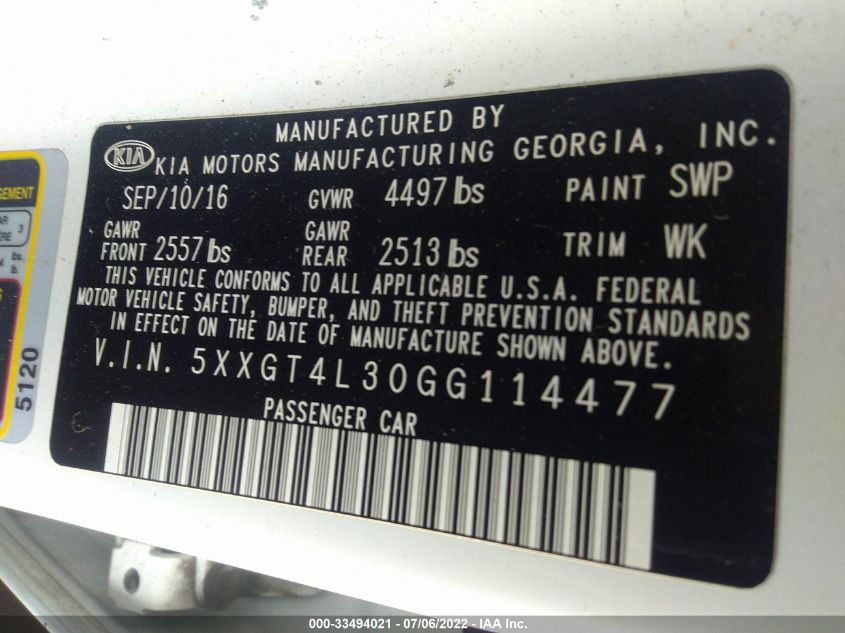 MANUFACTURED BY
KIA KIA MOTORS MANUFACTURING GEORGIA, INC.
SEP/10/16 GVWR 4497 lbs PAINT SWP
GAWR FRONT 2557 lbs GAWR REAR 2513 lbs TRIM WK
THIS VEHICLE CONFORMS TO ALL APPLICABLE U.S.A. FEDERAL
MOTOR VEHICLE SAFETY, BUMPER, AND THEFT PREVENTION STANDARDS
IN EFFECT ON THE DATE OF MANUFACTURE SHOWN ABOVE.
V.I.N. 5XXGT4L30GG114477
PASSENGER CAR
3
lbs.
5120
000-33494021 - 07/06/2022 - IAA Inc.